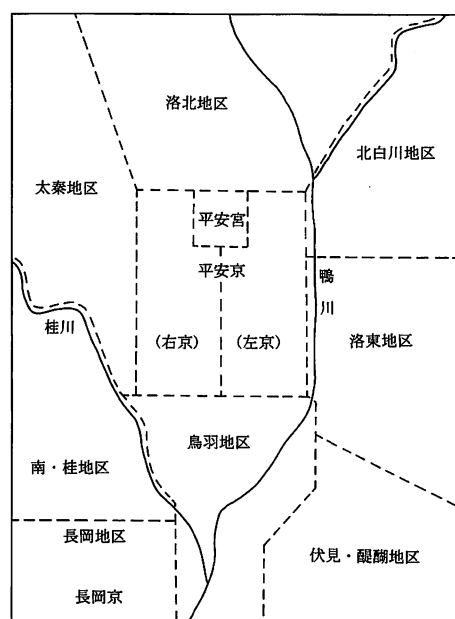 洛北地区
北白川地区
太秦地区
平安宮
平安京
鴨川
桂川
(右京)
(左京)
洛東地区
鳥羽地区
南・桂地区
長岡地区
伏見・醍醐地区
長岡京